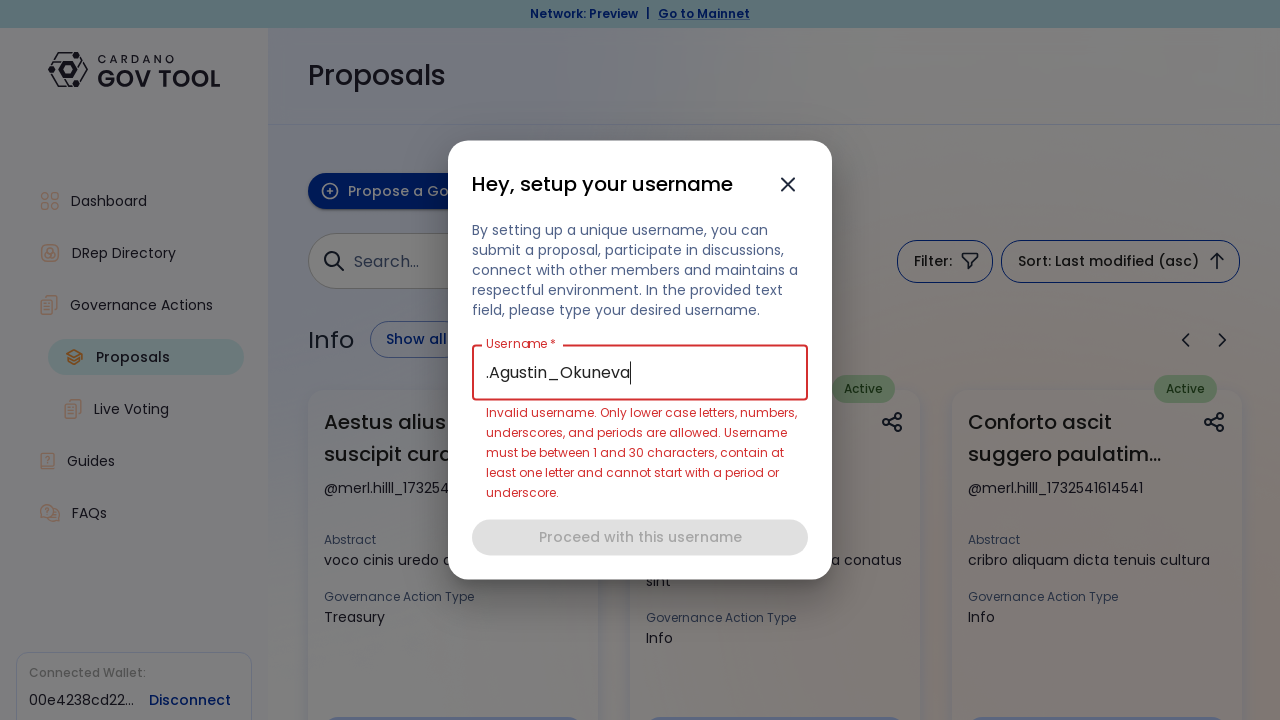 Network: Preview | Go to Mainnet
CARDANO
GOV TOOL
Proposals
Dashboard
DRep Directory
Governance Actions
Proposals
Live Voting
Guides
FAQs
Connected Wallet:
00e4238cd22... Disconnect
Propose a Go
Search...
Filter:
Sort: Last modified (asc)
Info
Show all
Hey, setup your username
By setting up a unique username, you can
submit a proposal, participate in discussions,
connect with other members and maintains a
respectful environment. In the provided text
field, please type your desired username.
Username *
.Agustin_Okuneva
Invalid username. Only lower case letters, numbers,
underscores, and periods are allowed. Username
must be between 1 and 30 characters, contain at
least one letter and cannot start with a period or
underscore.
Proceed with this username
Aestus alius
suscipit cura
@merl.hilll_173254
Abstract
voco cinis uredo
Governance Action Type
Treasury
Active
a conatus
sint
Governance Action Type
Info
Active
Conforto ascit
suggero paulatim...
@merl.hilll_1732541614541
Abstract
cribro aliquam dicta tenuis cultura
Governance Action Type
Info